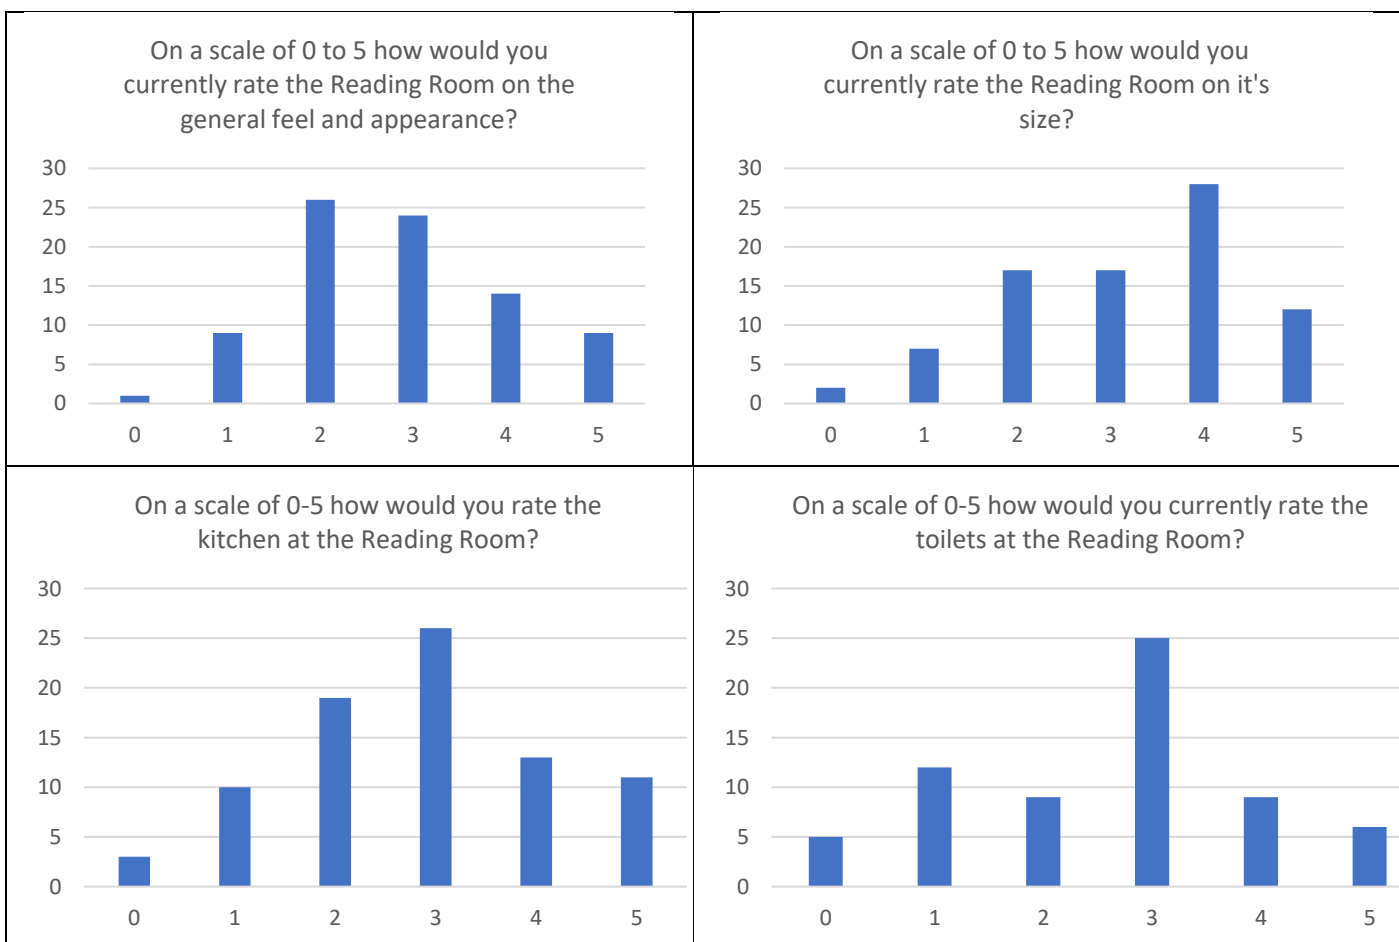 On a scale of 0 to 5 how would you
currently rate the Reading Room on the
general feel and appearance?
30
25
20
15
10
5
0
0 1 2 3 4 5
On a scale of 0 to 5 how would you
currently rate the Reading Room on it's
size?
30
25
20
15
10
5
0
0 1 2 3 4 5
On a scale of 0-5 how would you rate the
kitchen at the Reading Room?
30
25
20
15
10
5
0
0 1 2 3 4 5
On a scale of 0-5 how would you currently rate the
toilets at the Reading Room?
30
25
20
15
10
5
0
0 1 2 3 4 5